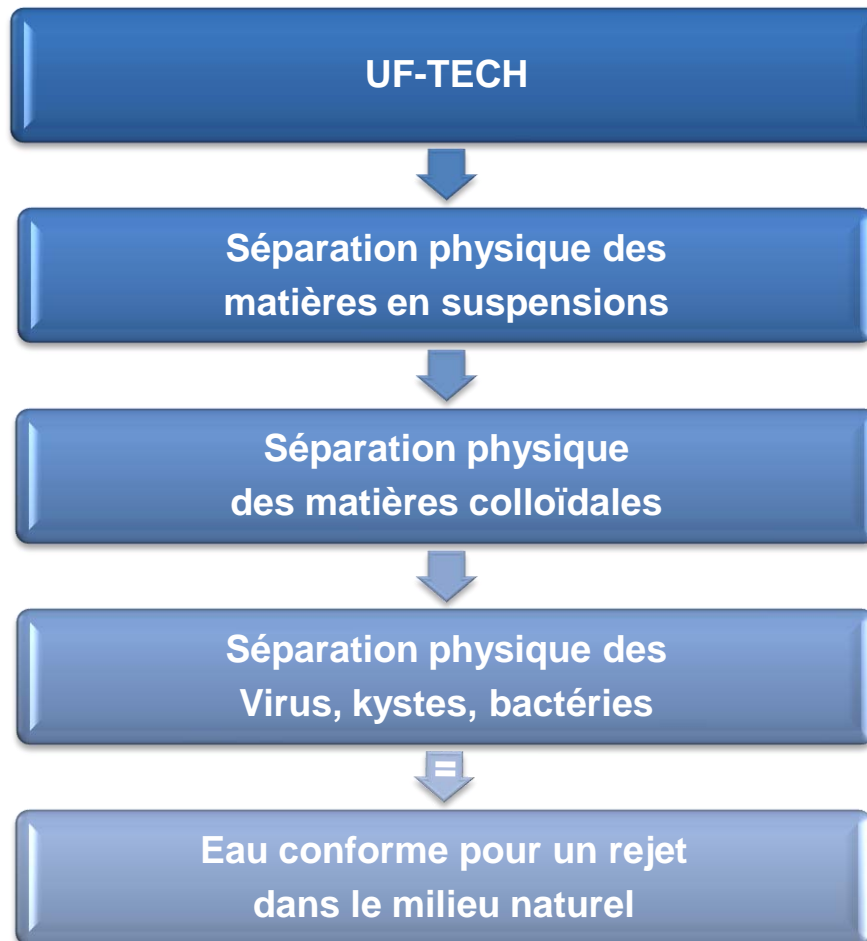 UF-TECH
Séparation physique des
matières en suspensions
Séparation physique
des matières colloïdales
Séparation physique des
Virus, kystes, bactéries
=
Eau conforme pour un rejet
dans le milieu naturel